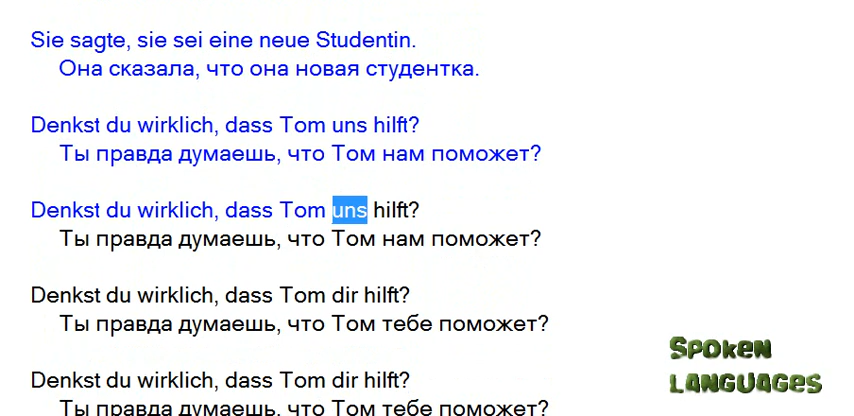 Sie sagte, sie sei eine neue Studentin.
Она сказала, что она новая студентка.
Denkst du wirklich, dass Tom uns hilft?
Ты правда думаешь, что Том нам поможет?
Denkst du wirklich, dass Tom uns hilft?
Ты правда думаешь, что Том нам поможет?
Denkst du wirklich, dass Tom dir hilft?
Ты правда думаешь, что Том тебе поможет?
Denkst du wirklich, dass Tom dir hilft?
Ты правда думаешь, что Том тебе поможет?
Spoken
Languages